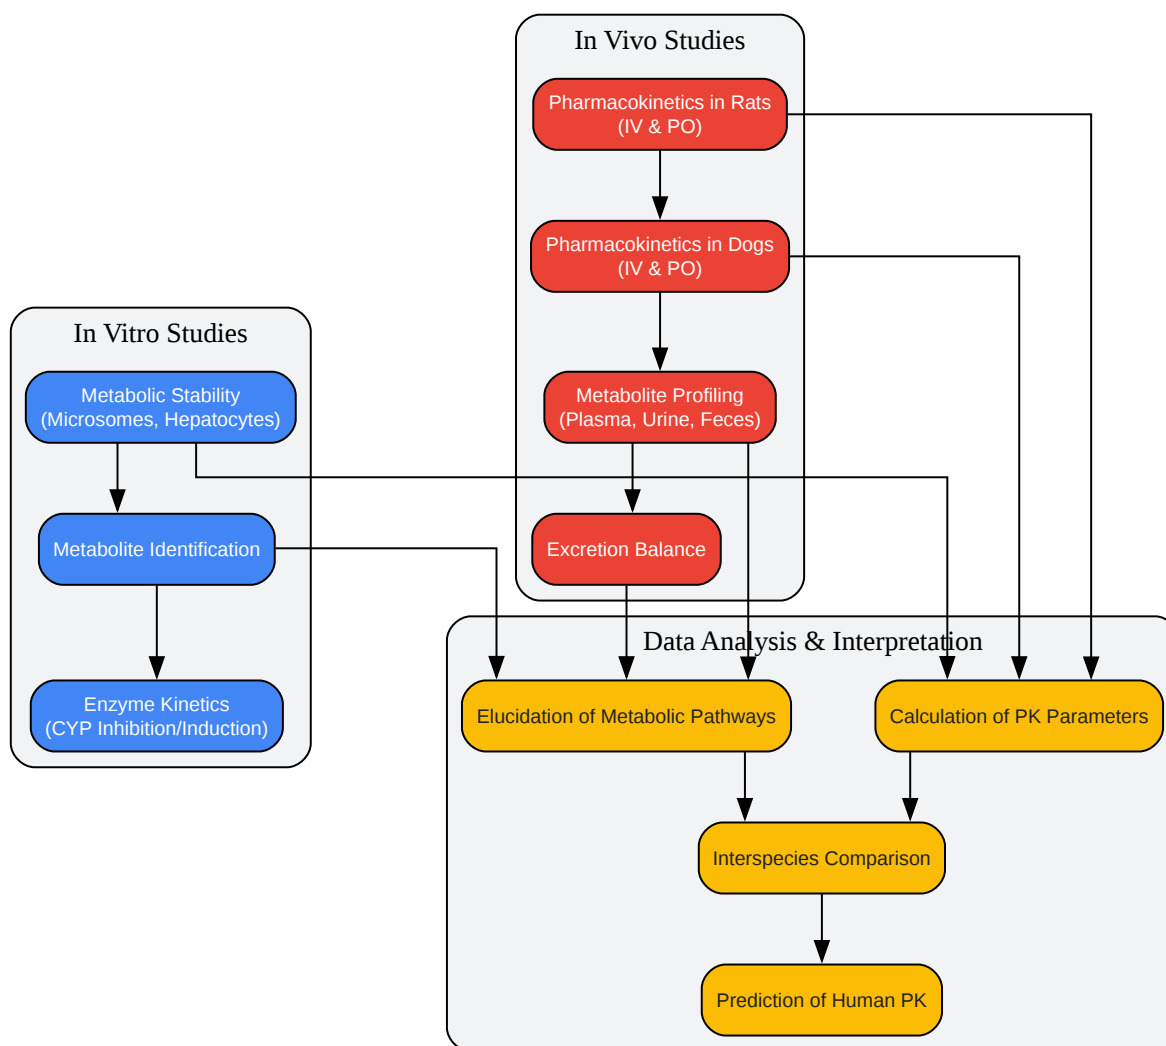 In Vivo Studies
Pharmacokinetics in Rats
(IV & PO)
Pharmacokinetics in Dogs
(IV & PO)
Metabolite Profiling
(Plasma, Urine, Feces)
Excretion Balance
In Vitro Studies
Metabolic Stability
(Microsomes, Hepatocytes)
Metabolite Identification
Enzyme Kinetics
(CYP Inhibition/Induction)
Data Analysis & Interpretation
Elucidation of Metabolic Pathways
Calculation of PK Parameters
Interspecies Comparison
Prediction of Human PK